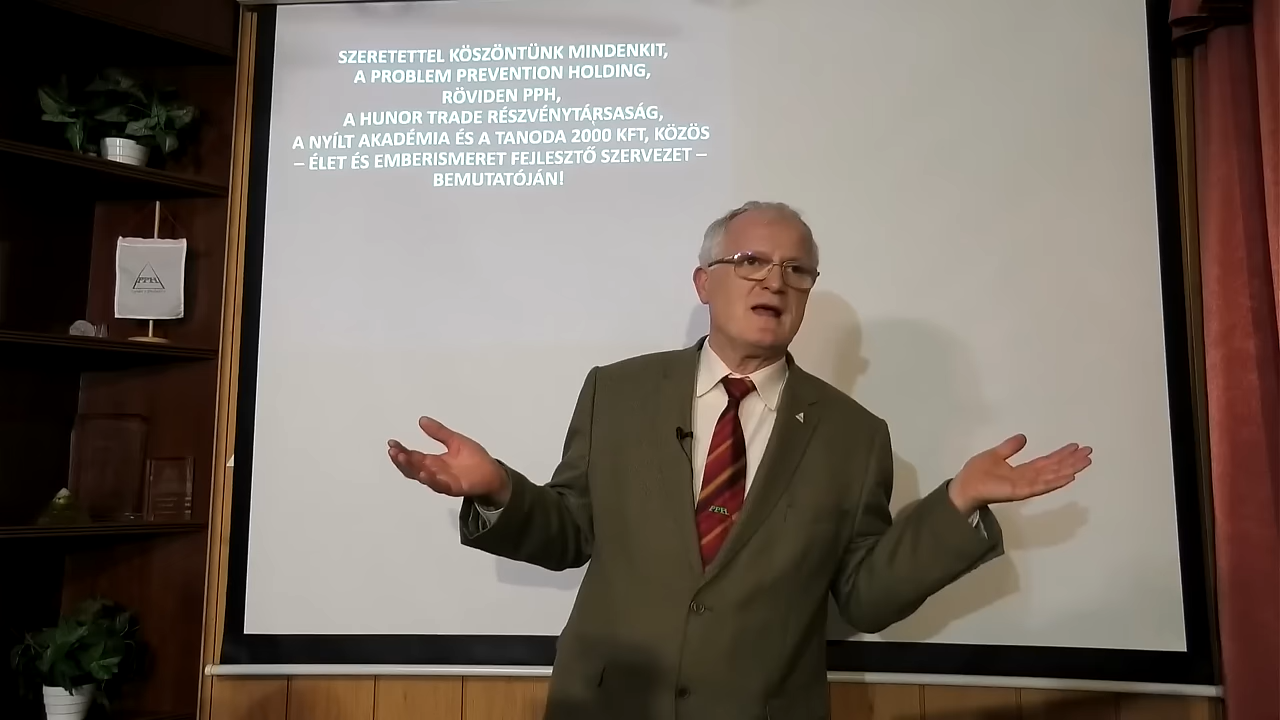 SZERETETTEL KÖSZÖNTÜNK MINDENKIT,
A PROBLEM PREVENTION HOLDING,
RÖVIDEN PPH,
A HUNOR TRADE RÉSZVÉNYTÁRSASÁG,
A NYÍLT AKADÉMIA ÉS A TANODA 2000 KFT, KÖZÖS
– ÉLET ÉS EMBERISMERET FEJLESZTŐ SZERVEZET –
BEMUTATÓJÁN!